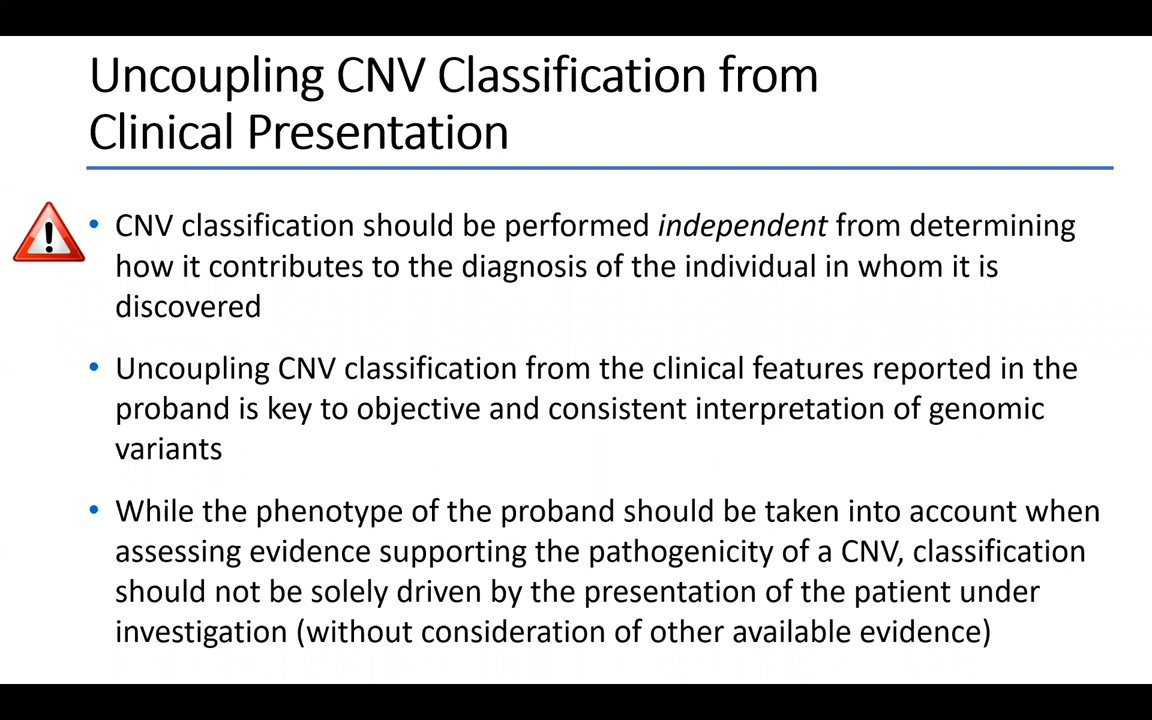 Uncoupling CNV Classification from
Clinical Presentation
• CNV classification should be performed independent from determining
how it contributes to the diagnosis of the individual in whom it is
discovered
• Uncoupling CNV classification from the clinical features reported in the
proband is key to objective and consistent interpretation of genomic
variants
• While the phenotype of the proband should be taken into account when
assessing evidence supporting the pathogenicity of a CNV, classification
should not be solely driven by the presentation of the patient under
investigation (without consideration of other available evidence)